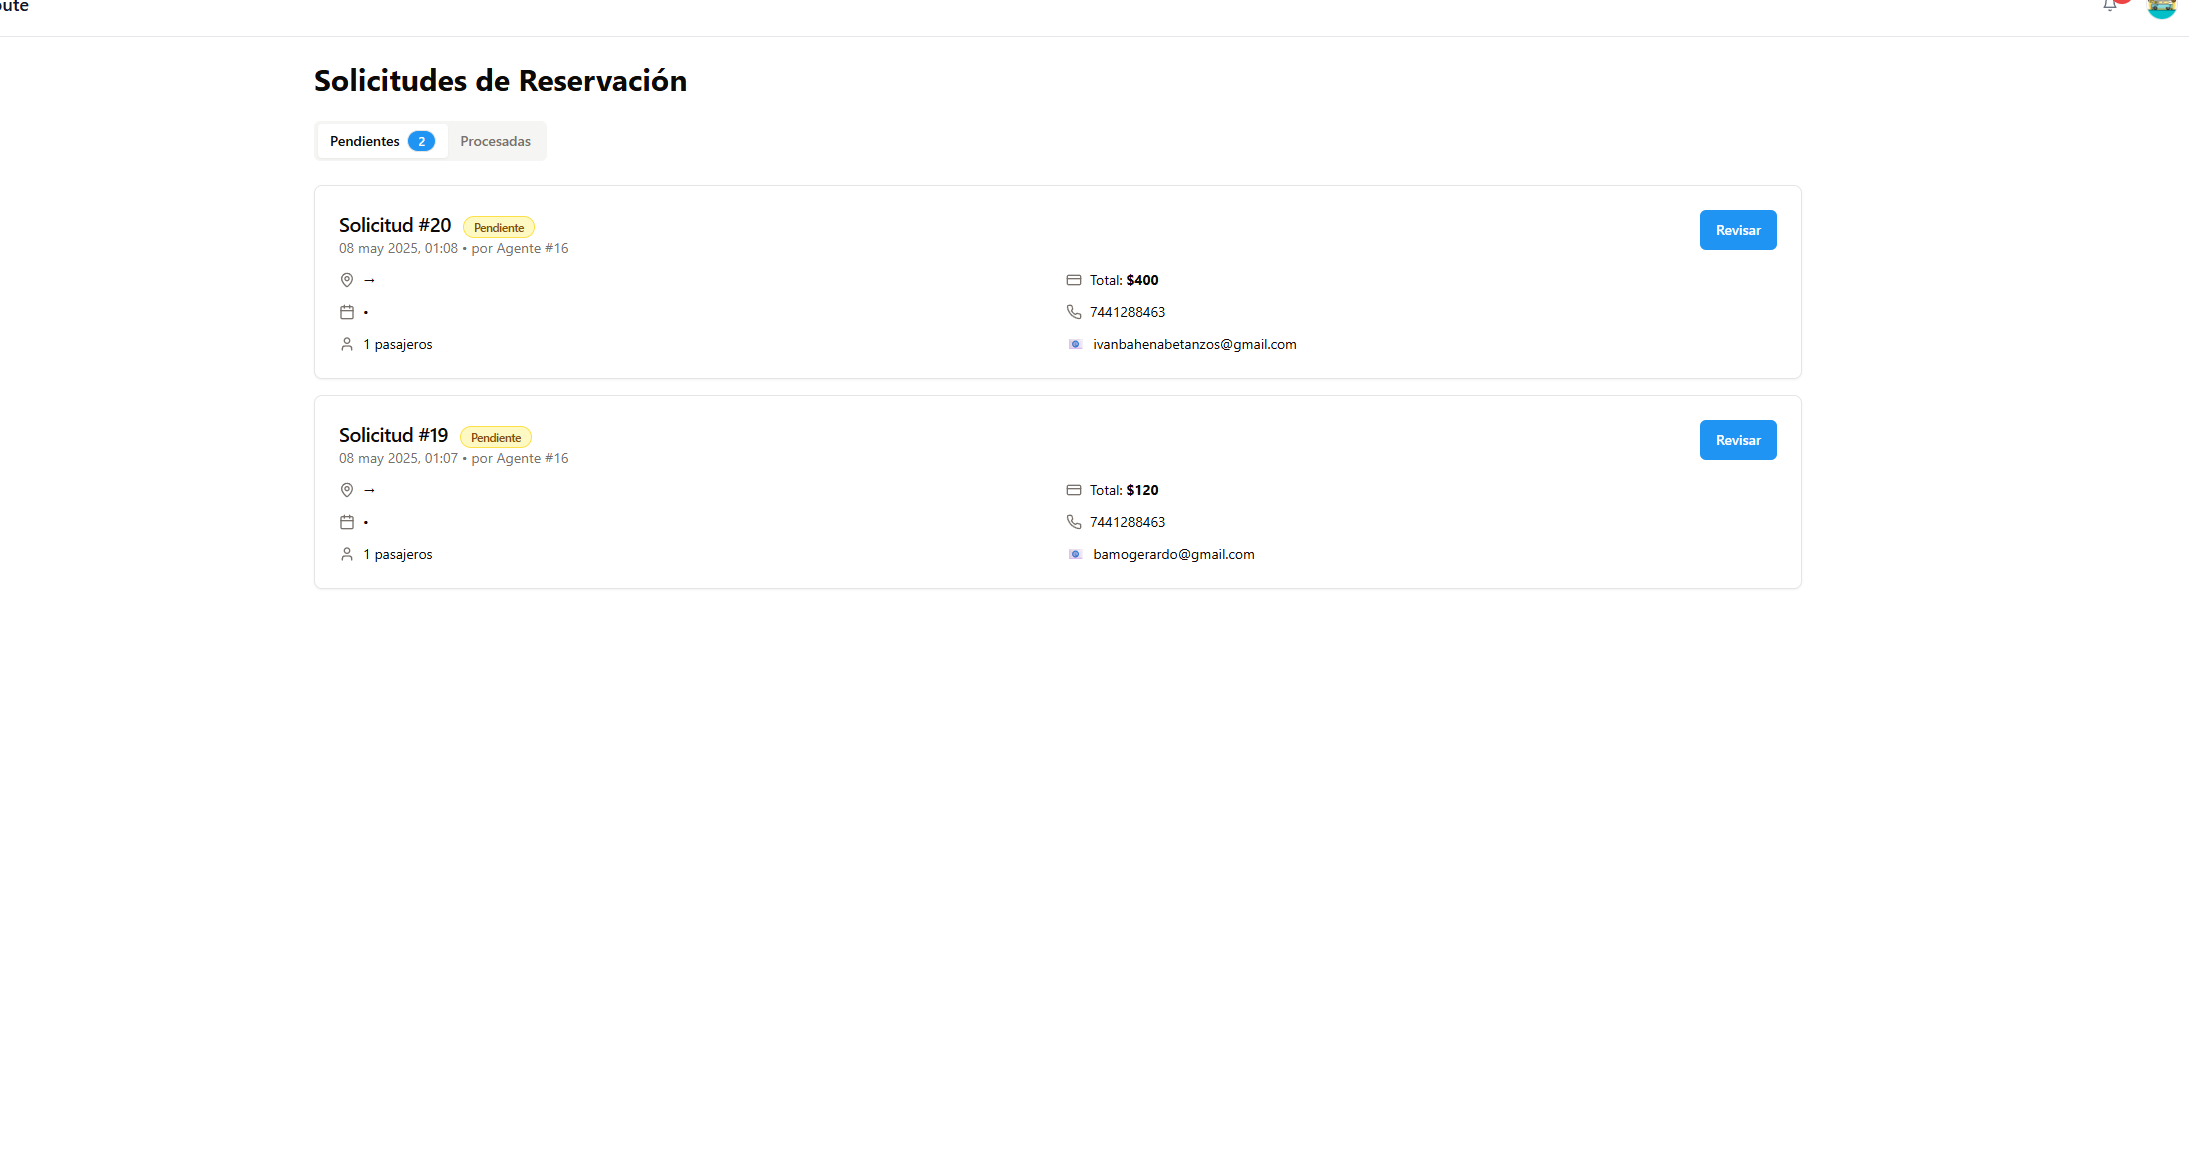 Solicitudes de Reservación
Pendientes 2 Procesadas
Solicitud #20 Pendiente
Revisar
08 may 2025, 01:08 • por Agente #16
→
Total: $400
•
7441288463
1 pasajeros
ivanbahenabetanzos@gmail.com
Solicitud #19 Pendiente
Revisar
08 may 2025, 01:07 • por Agente #16
→
Total: $120
•
7441288463
1 pasajeros
bamogerardo@gmail.com